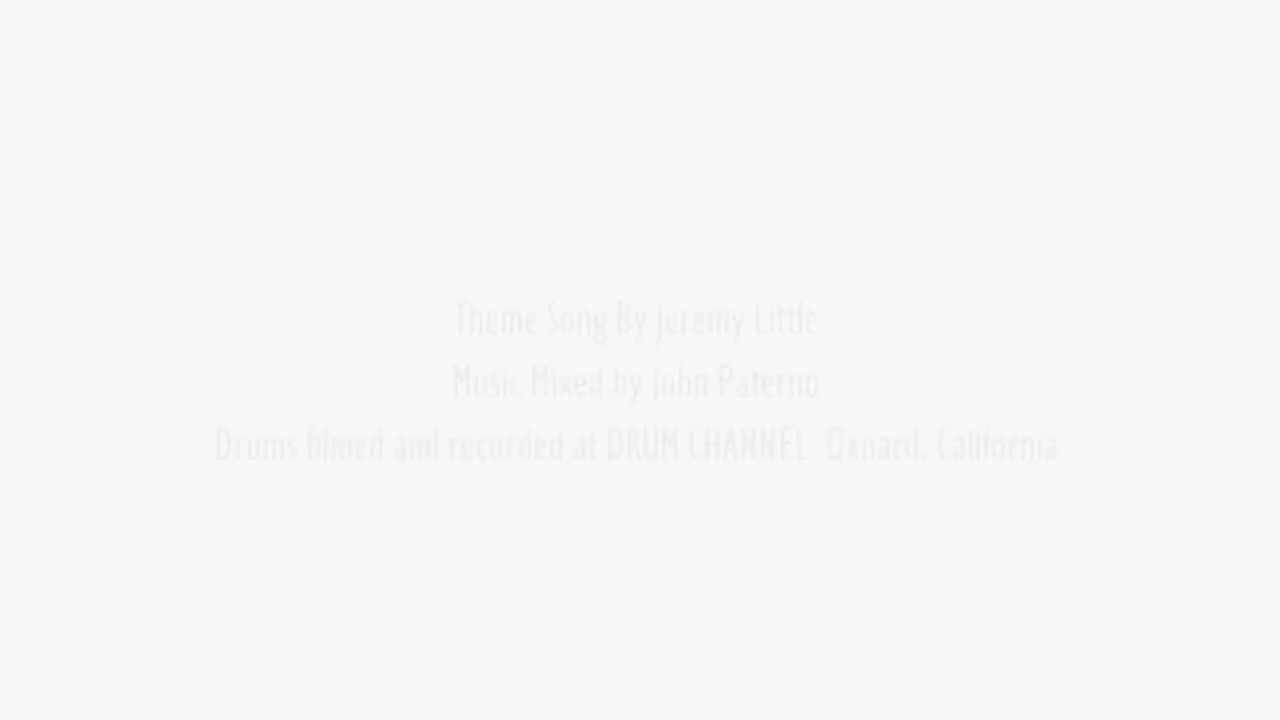 Theme Song By Jeremy Little
Music Mixed by John Paterno
Drums filmed and recorded at DRUM CHANNEL. Oxnard, California